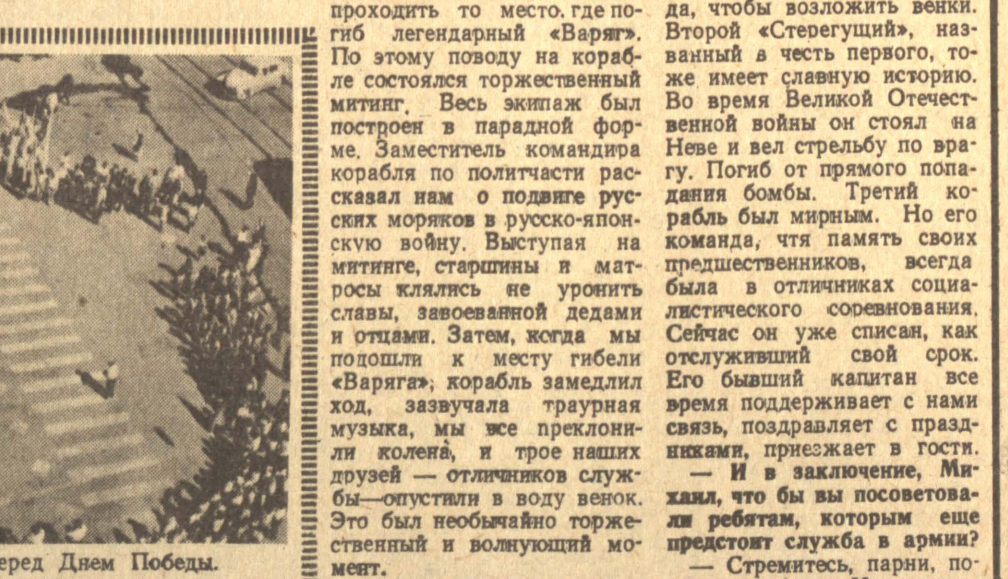 проходить то место, где по-
гиб легендарный «Варяг».
По этому поводу на кораб-
ле состоялся торжественный
митинг. Весь экипаж был
построен в парадной фор-
ме. Заместитель командира
корабля по политчасти рас-
сказал нам о подвиге рус-
ских моряков в русско-япон-
скую войну. Выступая на
митинге, старшины и мат-
росы клялись не уронить
славы, завоеванной дедами
и отцами. Затем, когда мы
подошли к месту гибели
«Варяга», корабль замедлил
ход, зазвучала траурная
музыка, мы все преклони-
ли колена, и трое наших
друзей — отличников служ-
бы—опустили в воду венок.
Это был необычайно торже-
ственный и волнующий мо-
мент.
да, чтобы возложить венки.
Второй «Стерегущий», наз-
ванный в честь первого, то-
же имеет славную историю.
Во время Великой Отечест-
венной войны он стоял на
Неве и вел стрельбу по вра-
гу. Погиб от прямого попа-
дания бомбы. Третий ко-
рабль был мирным. Но его
команда, чтя память своих
предшественников, всегда
была в отличниках социа-
листического соревнования.
Сейчас он уже списан, как
отслуживший свой срок.
Его бывший капитан все
время поддерживает с нами
связь, поздравляет с празд-
никами, приезжает в гости.
— И в заключение, Ми-
хаил, что бы вы посоветова-
ли ребятам, которым еще
предстоит служба в армии?
— Стремитесь, парни, по-
еред Днем Победы.